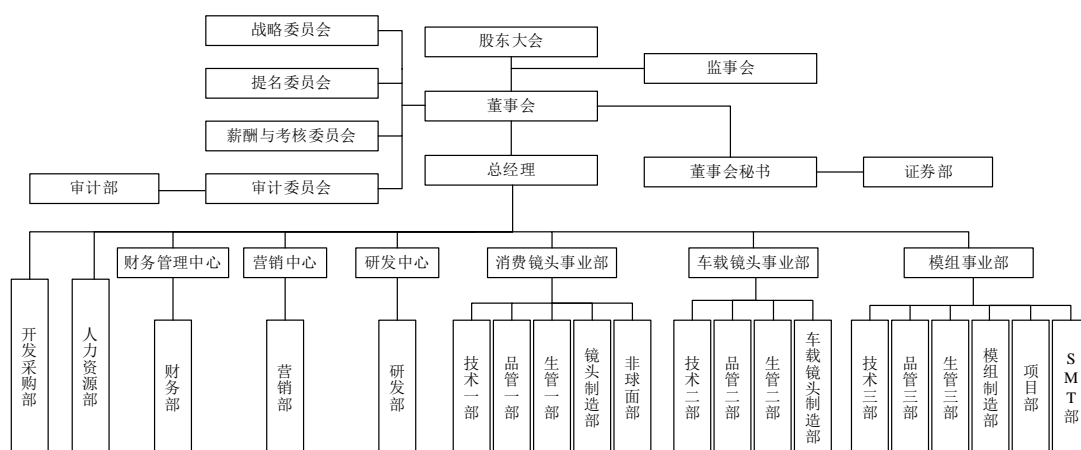 战略委员会
股东大会
监事会
提名委员会
董事会
薪酬与考核委员会
总经理
董事会秘书
证券部
审计部
审计委员会
财务管理中心
营销中心
研发中心
消费镜头事业部
车载镜头事业部
模组事业部
开发采购部
人力资源部
财务部
营销部
研发部
技术一部
品管一部
生管一部
镜头制造部
非球面部
技术二部
品管二部
生管二部
车载镜头制造部
技术三部
品管三部
生管三部
模组制造部
项目部
SMT部